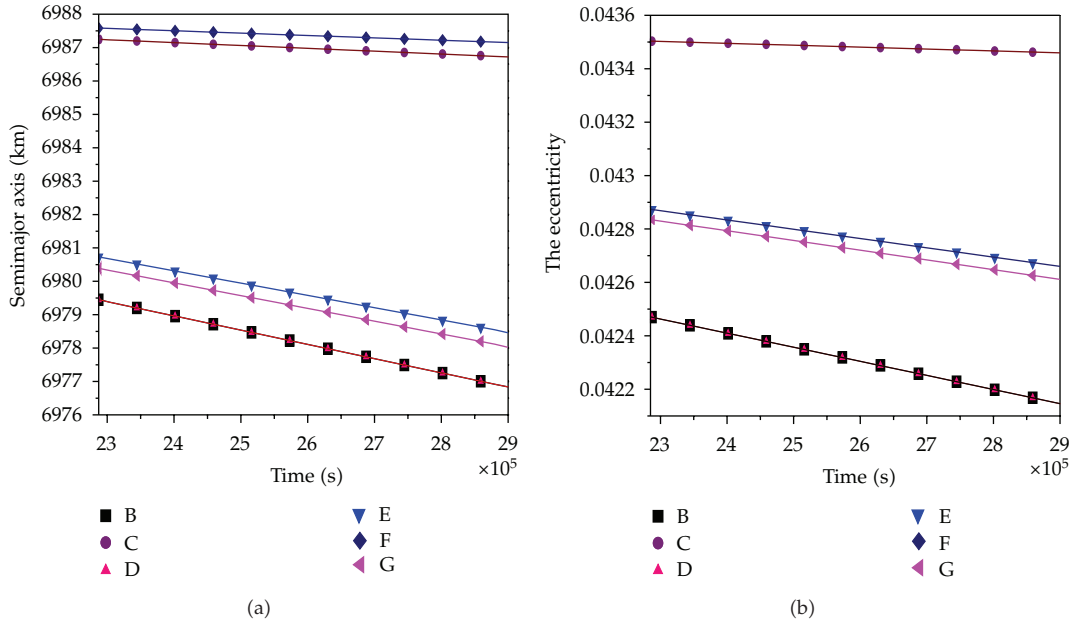 6988
6987
6986
6985
6984
6983
6982
6981
6980
6979
6978
6977
6976
Semimajor axis (km)
23 24 25 26 27 28 29
×10⁵
Time (s)
B
C
D
E
F
G
(a)
0.0436
0.0434
0.0432
0.043
0.0428
0.0426
0.0424
0.0422
The eccentricity
23 24 25 26 27 28 29
×10⁵
Time (s)
B
C
D
E
F
G
(b)